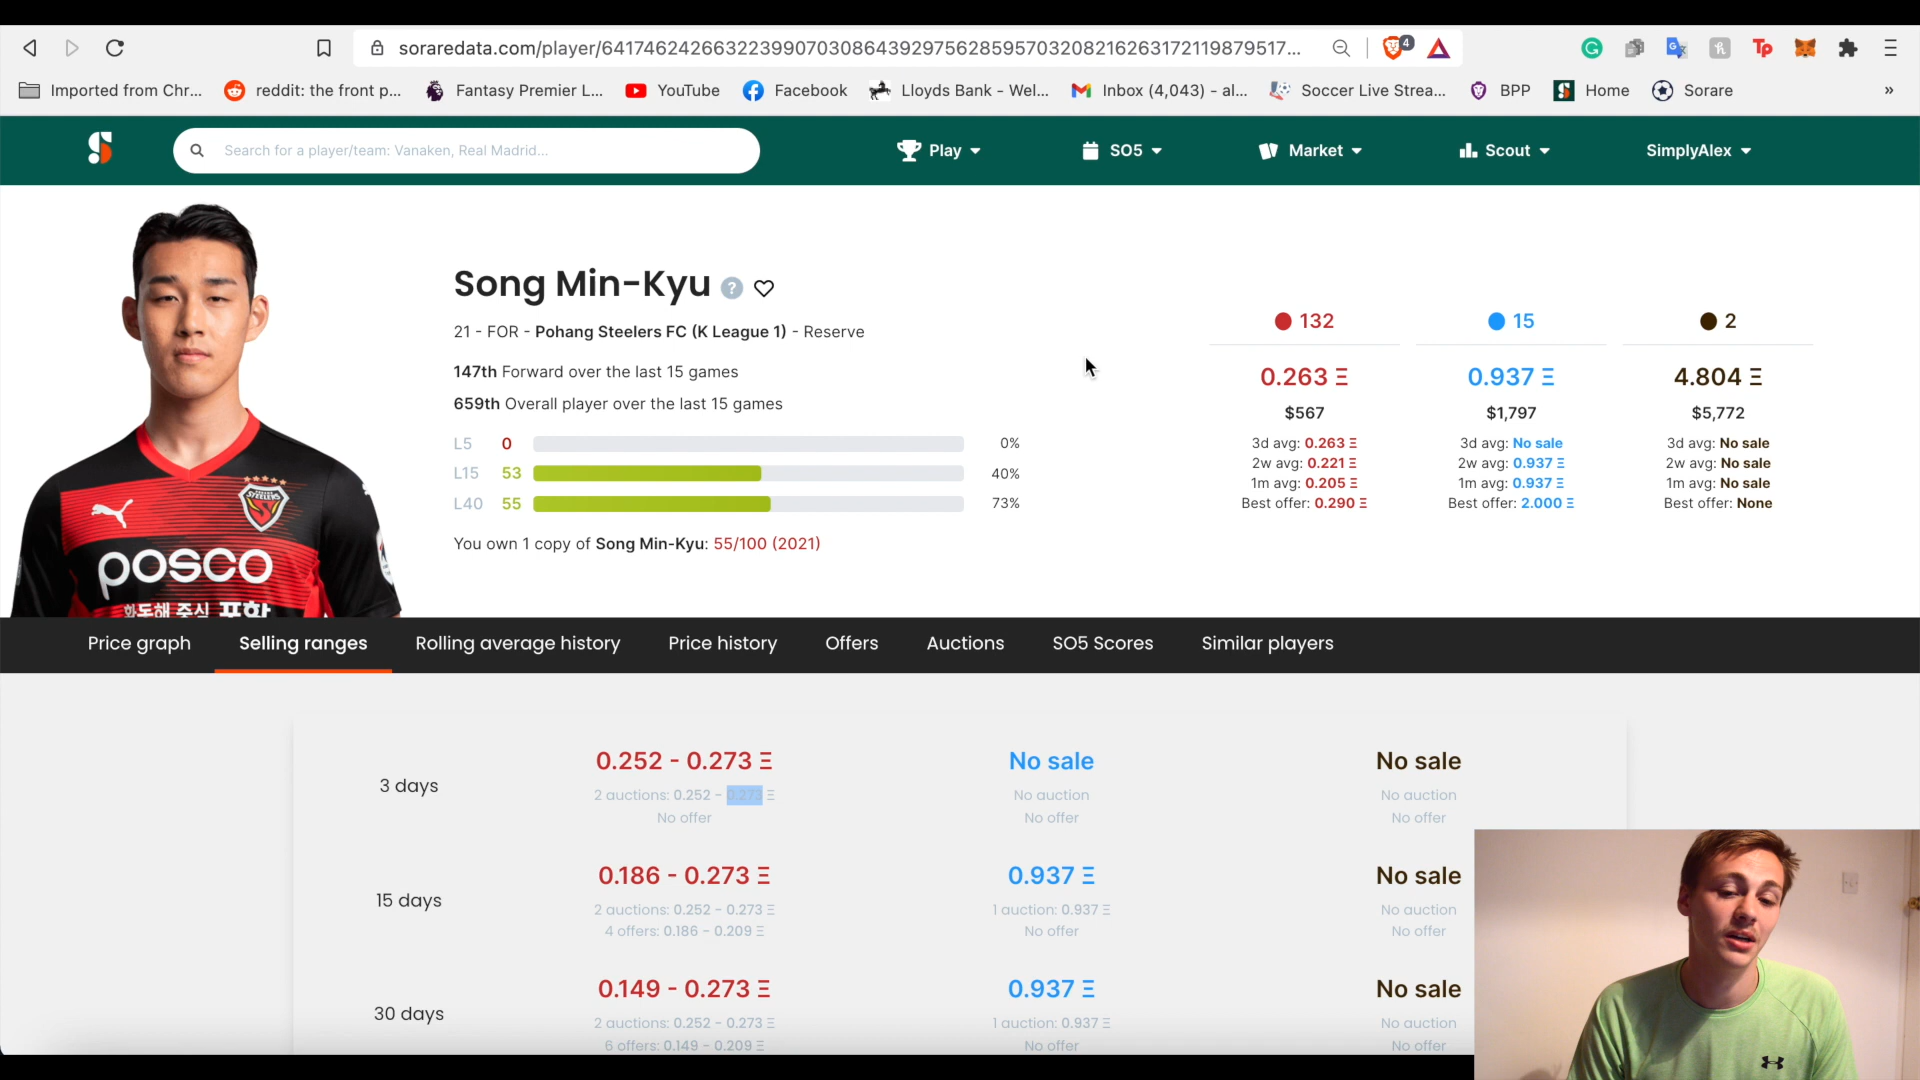 soraredata.com/player/64174624266322399070308643929756285957032082162631721198795​17...
4
Imported from Chr...
reddit: the front p...
Fantasy Premier L...
YouTube
Facebook
Lloyds Bank - Wel...
Inbox (4,043) - al...
Soccer Live Strea...
BPP
Home
Sorare
»
Search for a player/team: Vanaken, Real Madrid...
Play
SO5
Market
Scout
SimplyAlex
Song Min-Kyu ?
21 - FOR - Pohang Steelers FC (K League 1) - Reserve
147th Forward over the last 15 games
659th Overall player over the last 15 games
L5 0 0%
L15 53 40%
L40 55 73%
You own 1 copy of Song Min-Kyu: 55/100 (2021)
132
0.263 Ξ
$567
3d avg: 0.263 Ξ
2w avg: 0.221 Ξ
1m avg: 0.205 Ξ
Best offer: 0.290 Ξ
15
0.937 Ξ
$1,797
3d avg: No sale
2w avg: 0.937 Ξ
1m avg: 0.937 Ξ
Best offer: 2.000 Ξ
2
4.804 Ξ
$5,772
3d avg: No sale
2w avg: No sale
1m avg: No sale
Best offer: None
STEELERS
posco
Price graph
Selling ranges
Rolling average history
Price history
Offers
Auctions
SO5 Scores
Similar players
3 days
0.252 - 0.273 Ξ
2 auctions: 0.252 - 0.273 Ξ
No offer
No sale
No auction
No offer
No sale
No auction
No offer
15 days
0.186 - 0.273 Ξ
2 auctions: 0.252 - 0.273 Ξ
4 offers: 0.186 - 0.209 Ξ
0.937 Ξ
1 auction: 0.937 Ξ
No offer
No sale
No auction
No offer
30 days
0.149 - 0.273 Ξ
2 auctions: 0.252 - 0.273 Ξ
6 offers: 0.149 - 0.209 Ξ
0.937 Ξ
1 auction: 0.937 Ξ
No offer
No sale
No auction
No offer